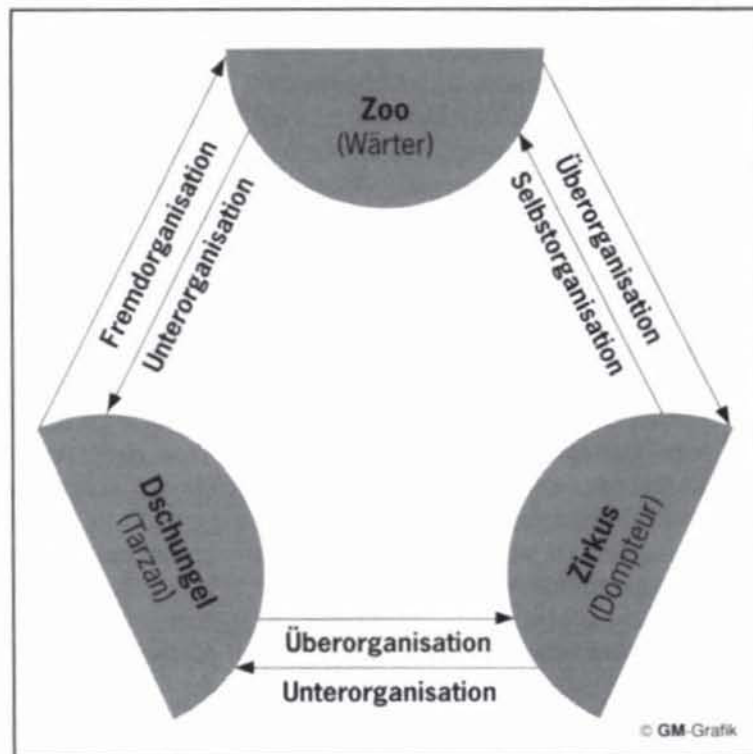 Zoo
(Wärter)
Fremdorganisation
Unterorganisation
Selbstorganisation
Überorganisation
Dschungel
(Tarzan)
Zirkus
(Dompteur)
Überorganisation
Unterorganisation
© GM-Grafik